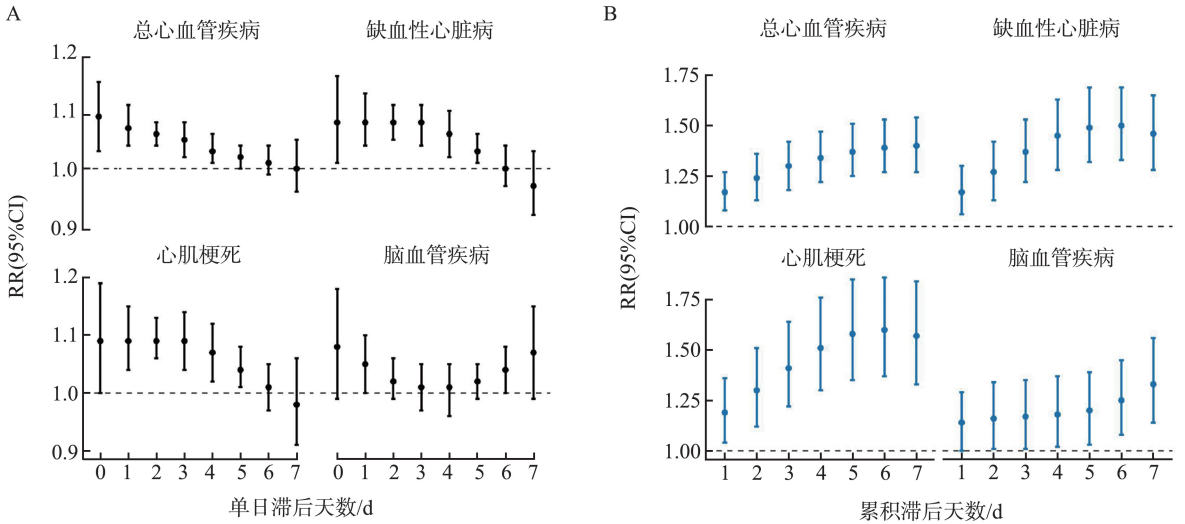 A
总心血管疾病
缺血性心脏病
1.2
1.1
1.0
0.9
心肌梗死
脑血管疾病
1.2
1.1
1.0
0.9
RR(95%CI)
0 1 2 3 4 5 6 7 0 1 2 3 4 5 6 7
单日滞后天数/d
B
总心血管疾病
缺血性心脏病
1.75
1.50
1.25
1.00
心肌梗死
脑血管疾病
1.75
1.50
1.25
1.00
RR(95%CI)
1 2 3 4 5 6 7 1 2 3 4 5 6 7
累积滞后天数/d